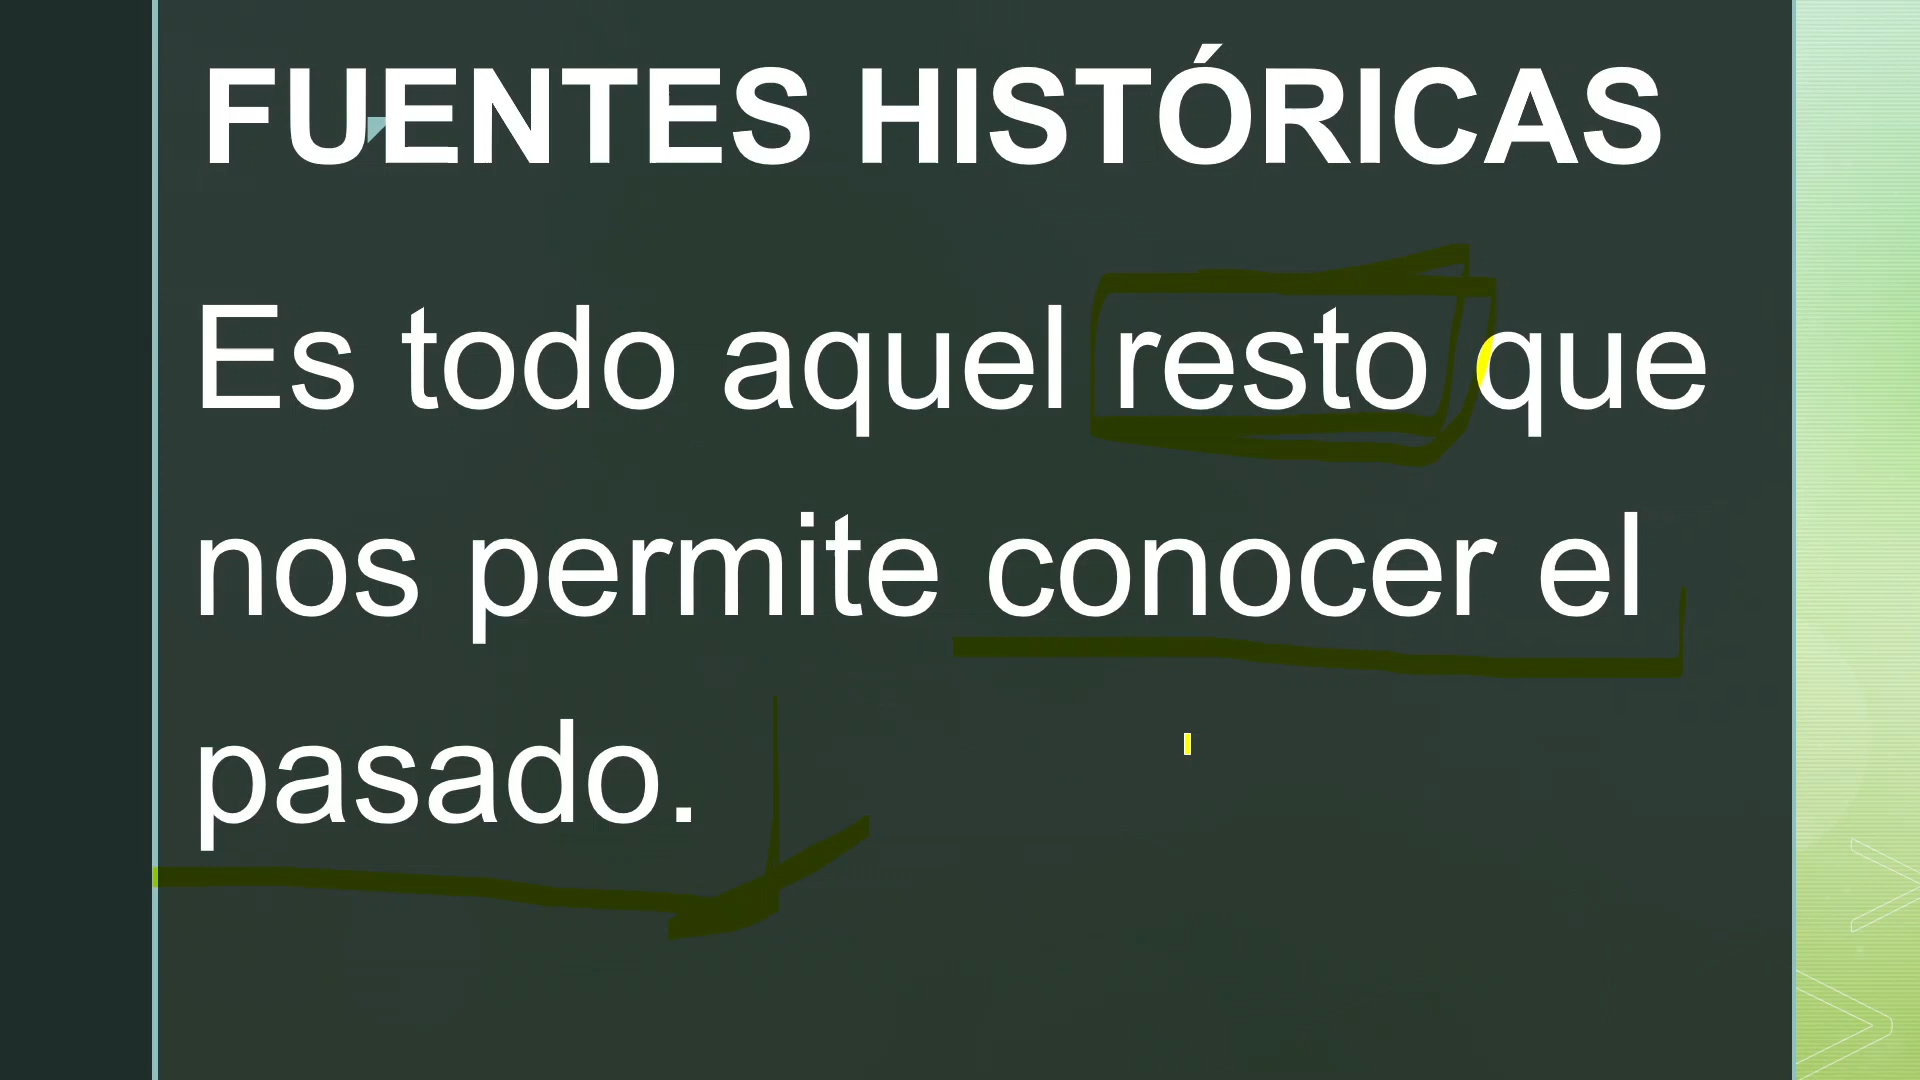 FUENTES HISTÓRICAS
Es todo aquel resto que
nos permite conocer el
pasado.